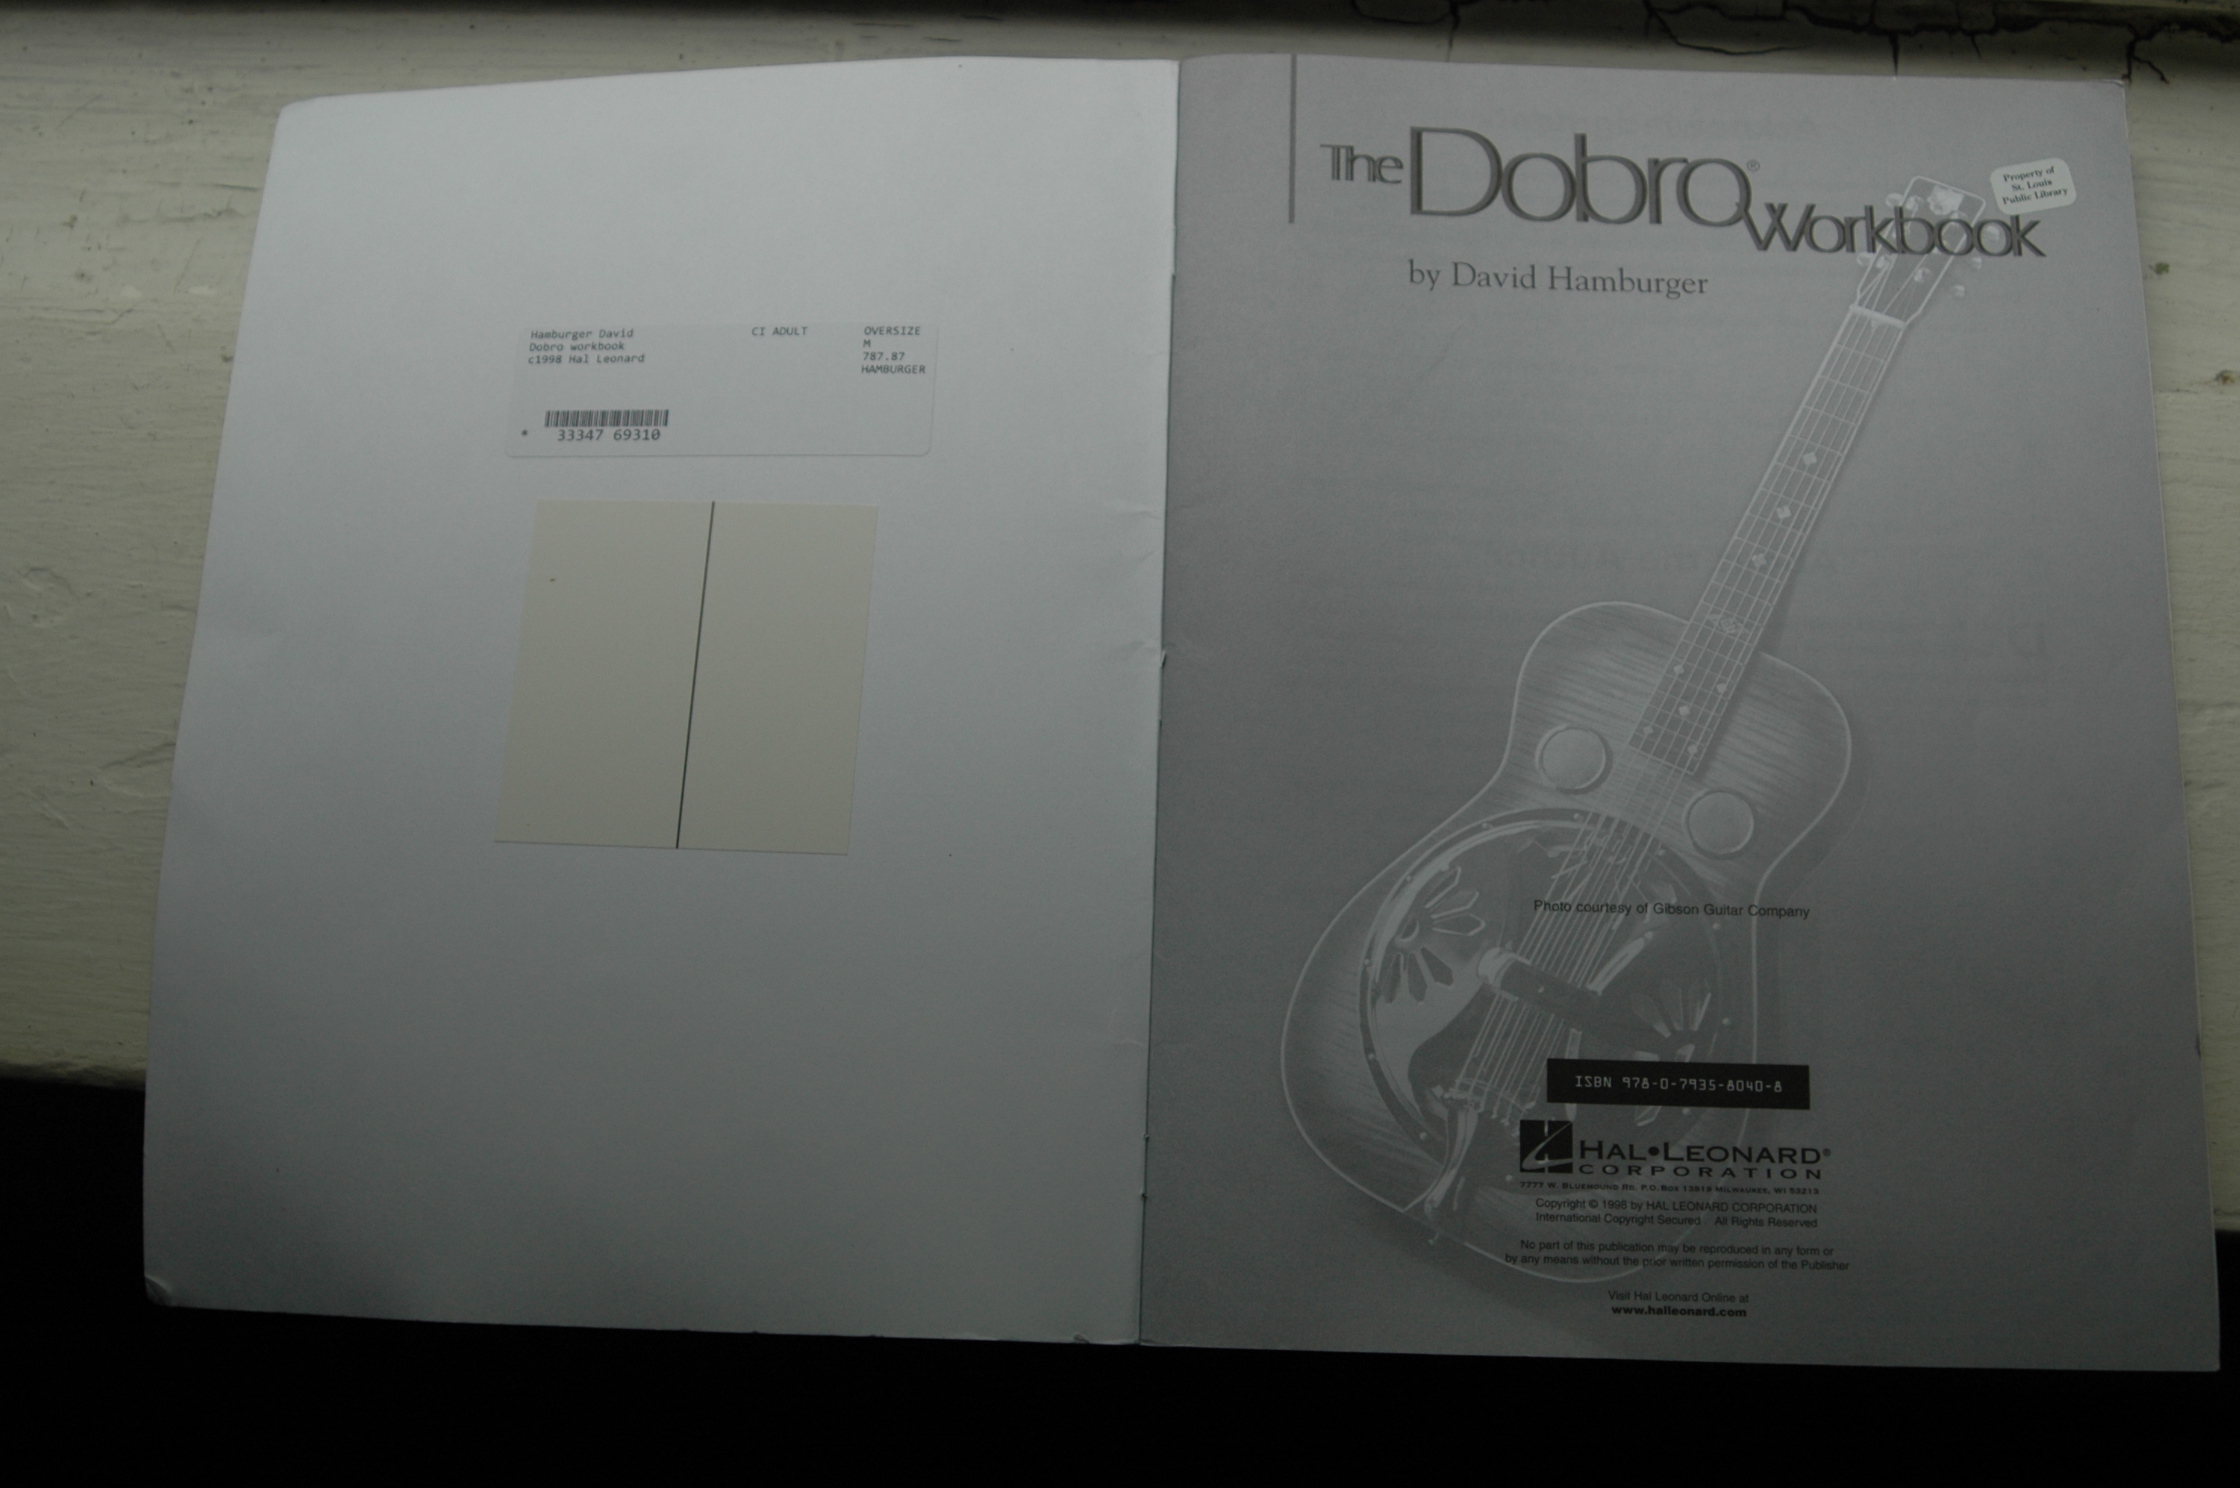 Hamburger David CI ADULT OVERSIZE
Dobro workbook M
c1998 Hal Leonard 787.87
HAMBURGER
* 33347 69310
The Dobro® Workbook
Property of
St. Louis
Public Library
by David Hamburger
Photo courtesy of Gibson Guitar Company
ISBN 978-0-7935-8040-8
HAL•LEONARD®
CORPORATION
7777 W. BLUEMOUND RD. P.O. BOX 13819 MILWAUKEE, WI 53213
Copyright © 1998 by HAL LEONARD CORPORATION
International Copyright Secured All Rights Reserved
No part of this publication may be reproduced in any form or
by any means without the prior written permission of the Publisher
Visit Hal Leonard Online at
www.halleonard.com